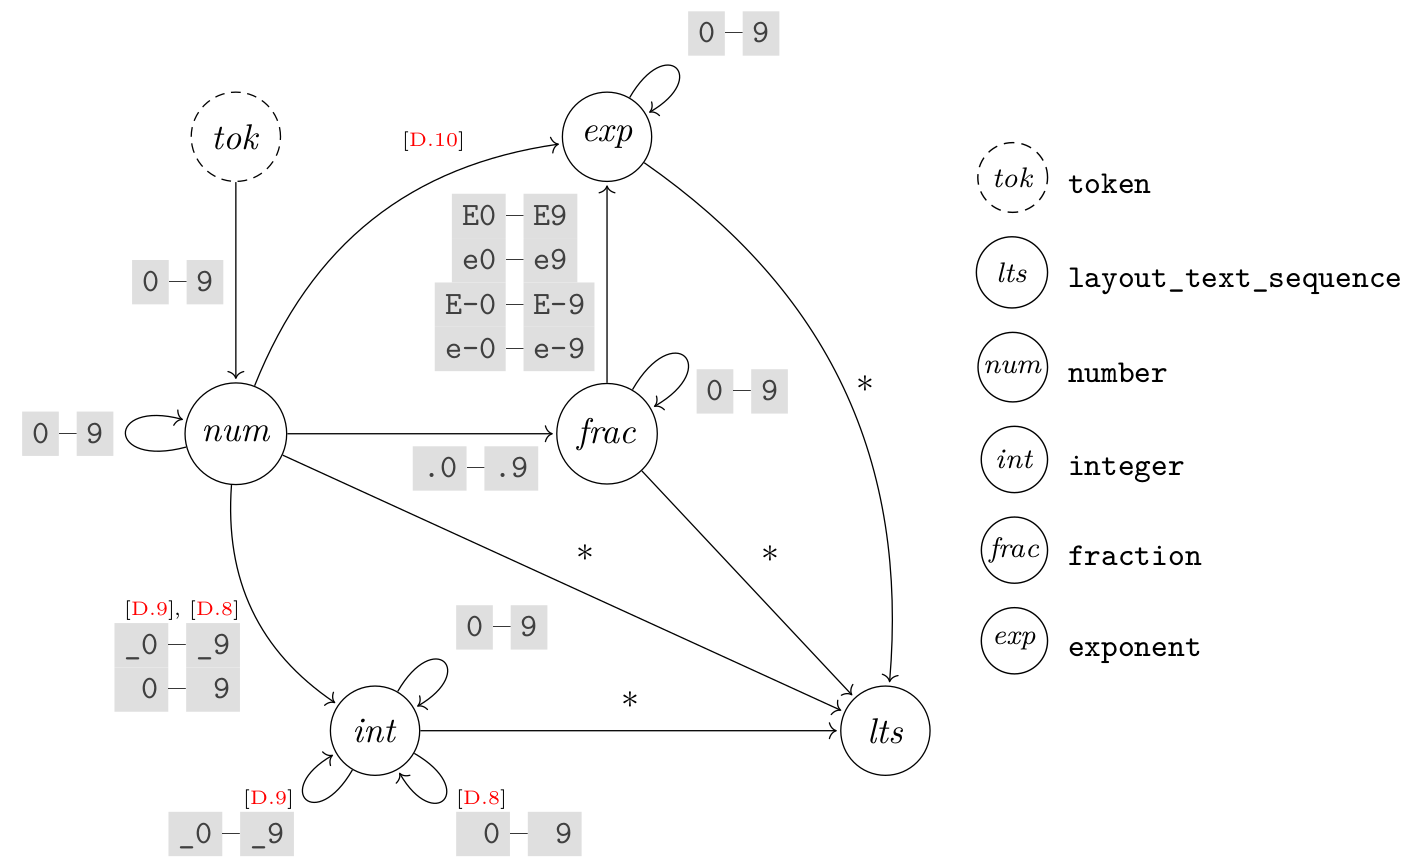 0 — 9
tok
exp
[D.10]
E0 — E9
e0 — e9
E-0 — E-9
e-0 — e-9
0 — 9
0 — 9
0 — 9
num
frac
.0 — .9
*
*
*
[D.9], [D.8]
_0 — _9
0 — 9
0 — 9
*
int
lts
[D.9]
_0 — _9
[D.8]
0 — 9
tok token
lts layout_text_sequence
num number
int integer
frac fraction
exp exponent